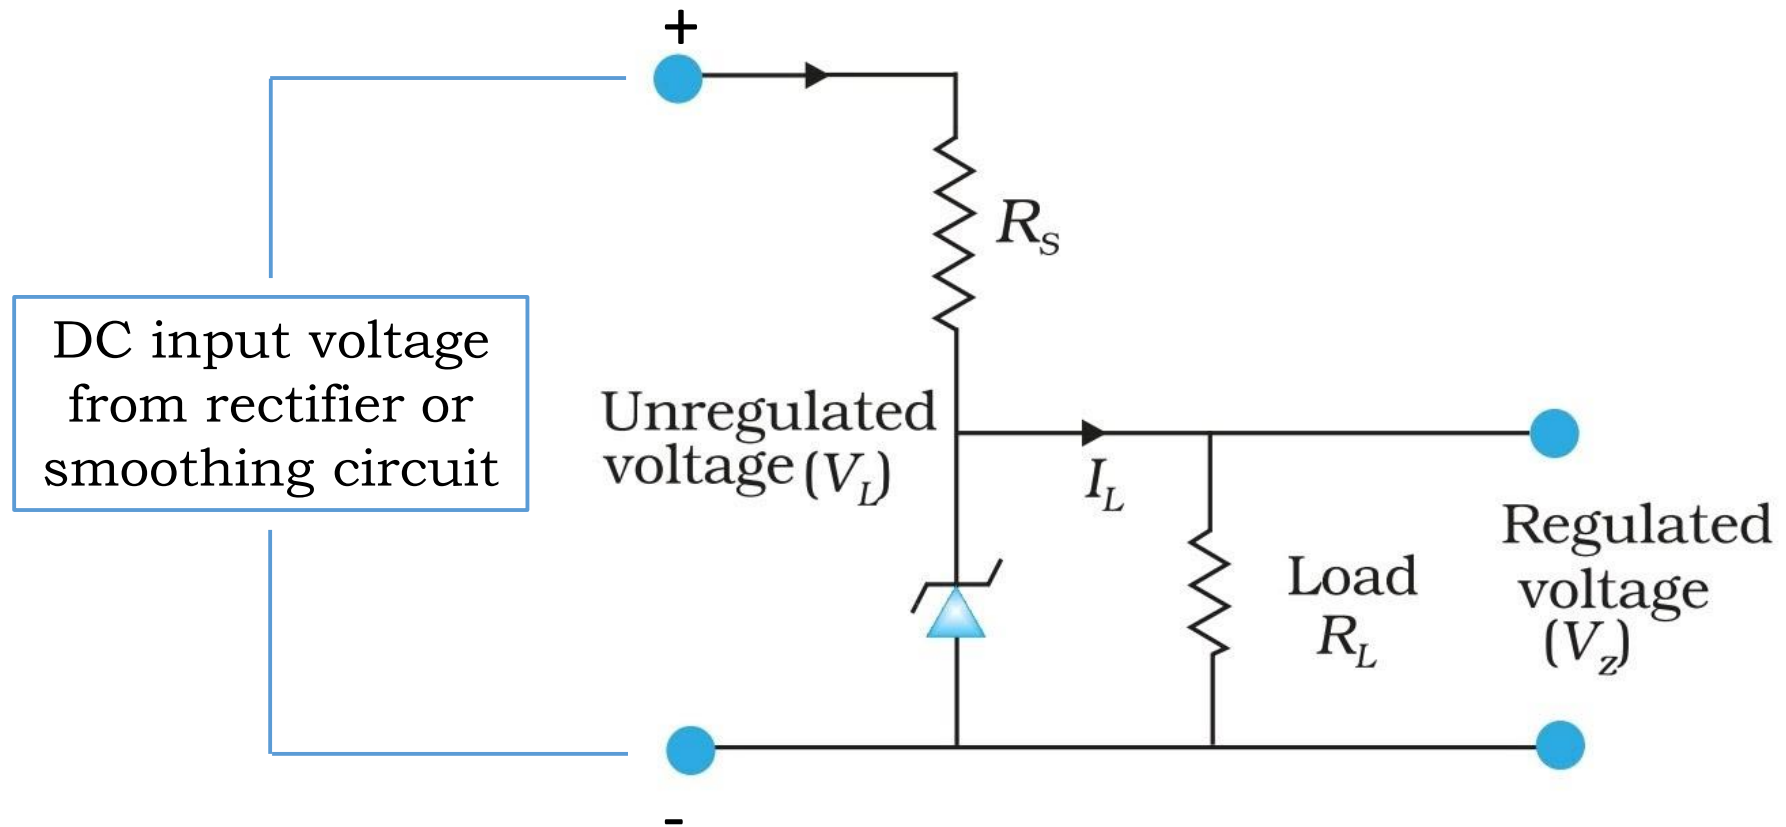 +
R_S
DC input voltage
from rectifier or
smoothing circuit
Unregulated
voltage (V_L)
I_L
Load
R_L
Regulated
voltage
(V_z)
-